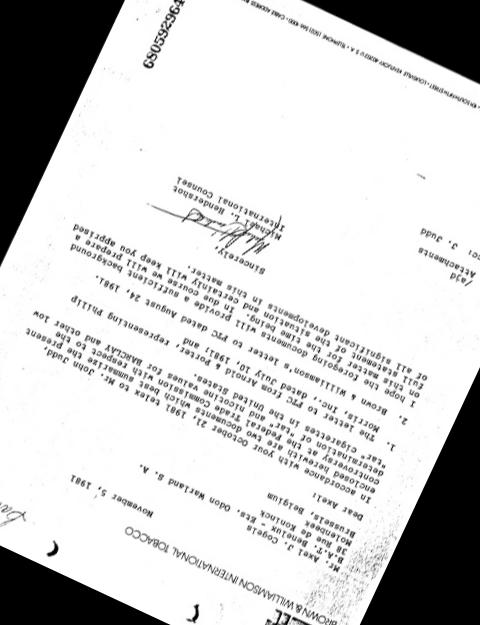 BROWN & WILLIAMSON INTERNATIONAL TOBACCO
November 5, 1981
Mr. Axel J. Cogels
B.A.T. Benelux - Ets. Odon Warland S. A.
38 Rue de Koninck
Molenbeek
Brussels, Belgium
Dear Axel:
In accordance with your October 21, 1981 telex to Mr. John Judd,
enclosed herewith are two documents which best summarize the present
controversy at the Federal Trade Commission with respect to the
determination of "tar" and nicotine values for BARCLAY and other low
"tar" cigarettes in the United States.
1. The letter to FTC from Arnold & Porter, representing Phillip
Morris, Inc., dated July 10, 1981; and
2. Brown & Williamson's letter to FTC dated August 24, 1981.
I hope the foregoing documents will provide a sufficient background
on this matter for the time being. In due course we will prepare a
full statement of the situation and certainly will keep you apprised
of all significant developments in this matter.
Sincerely,
Michael L. Hendershot
International Counsel
/ajd
Attachments
cc: J. Judd
680592964